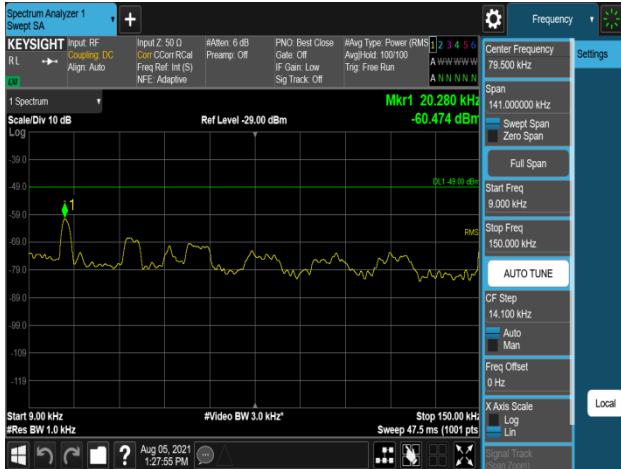 Spectrum Analyzer 1
Swept SA
+
Frequency
KEYSIGHT
RL
Input: RF
Coupling: DC
Align: Auto
Input Z: 50 Ω
Corr CCorr RCal
Freq Ref: Int (S)
NFE: Adaptive
#Atten: 6 dB
Preamp: Off
PNO: Best Close
Gate: Off
IF Gain: Low
Sig Track: Off
#Avg Type: Power (RMS
Avg|Hold: 100/100
Trig: Free Run
1 2 3 4 5 6
A W W W W W
A N N N N N
LU
1 Spectrum
Scale/Div 10 dB
Log
Ref Level -29.00 dBm
Mkr1 20.280 kHz
-60.474 dBm
-39.0
-49.0
-59.0
-69.0
-79.0
-89.0
-99.0
-109
-119
DL1 -49.00 dBm
1
RMS
Start 9.00 kHz
#Res BW 1.0 kHz
#Video BW 3.0 kHz*
Stop 150.00 kHz
Sweep 47.5 ms (1001 pts
Aug 05, 2021
1:27:55 PM
Center Frequency
79.500 kHz
Span
141.000000 kHz
Swept Span
Zero Span
Full Span
Start Freq
9.000 kHz
Stop Freq
150.000 kHz
AUTO TUNE
CF Step
14.100 kHz
Auto
Man
Freq Offset
0 Hz
X Axis Scale
Log
Lin
Signal Track
(Span Zoom)
Settings
Local